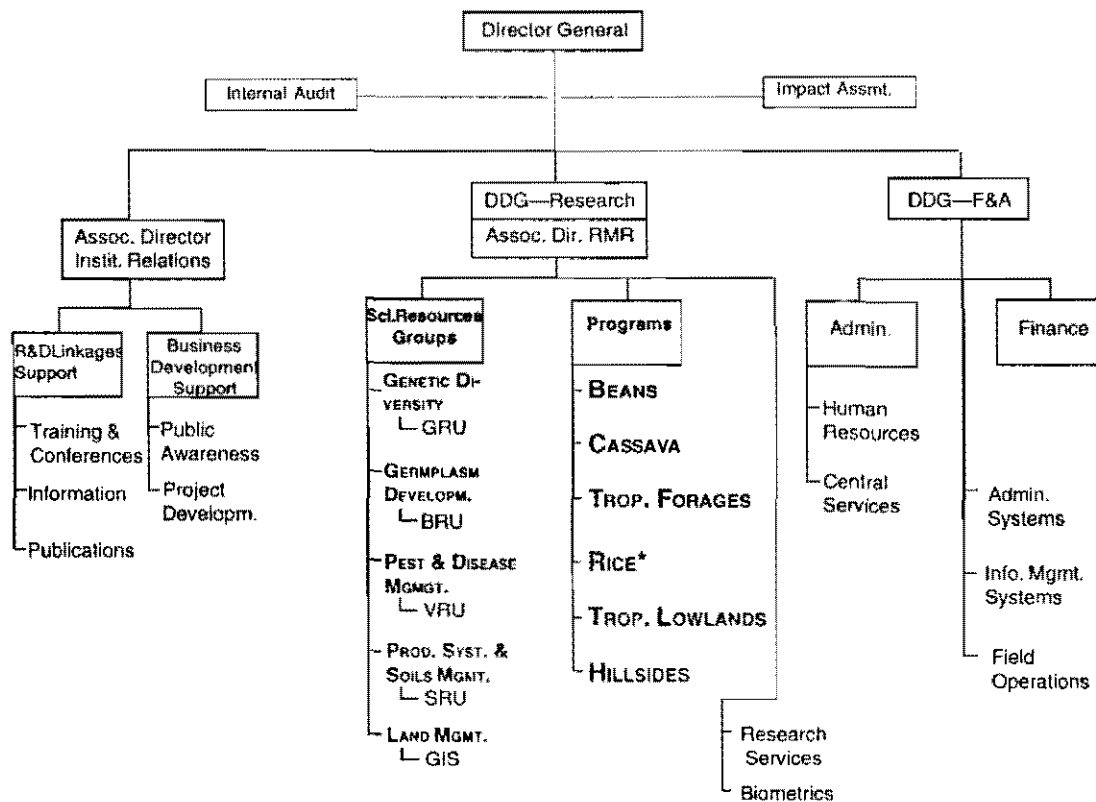 Director General
Internal Audit
Impact Assmt.
Assoc. Director
Instit. Relations
DDG—Research
Assoc. Dir. RMR
DDG—F&A
R&DLinkages
Support
Business
Development
Support
Training &
Conferences
Information
Publications
Public
Awareness
Project
Developm.
Sci.Resources
Groups
GENETIC DI-
VERSITY
GRU
GERMPLASM
DEVELOPM.
BRU
PEST & DISEASE
MGMGT.
VRU
PROD. SYST. &
SOILS MGMT.
SRU
LAND MGMT.
GIS
Programs
BEANS
CASSAVA
TROP. FORAGES
RICE*
TROP. LOWLANDS
HILLSIDES
Research
Services
Biometrics
Admin.
Human
Resources
Central
Services
Finance
Admin.
Systems
Info. Mgmt.
Systems
Field
Operations